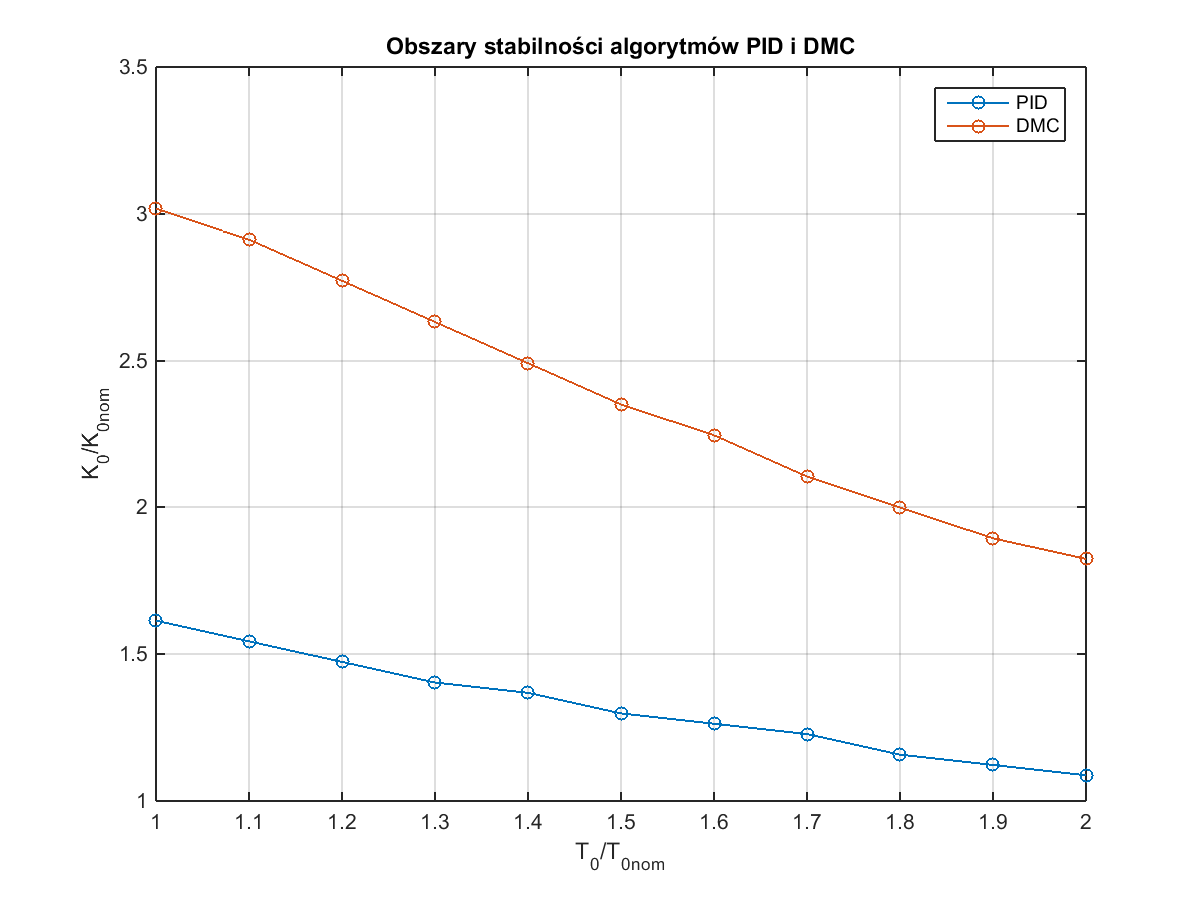 Obszary stabilności algorytmów PID i DMC
PID
DMC
3.5
3
2.5
2
1.5
1
K0/K0nom
1 1.1 1.2 1.3 1.4 1.5 1.6 1.7 1.8 1.9 2
T0/T0nom